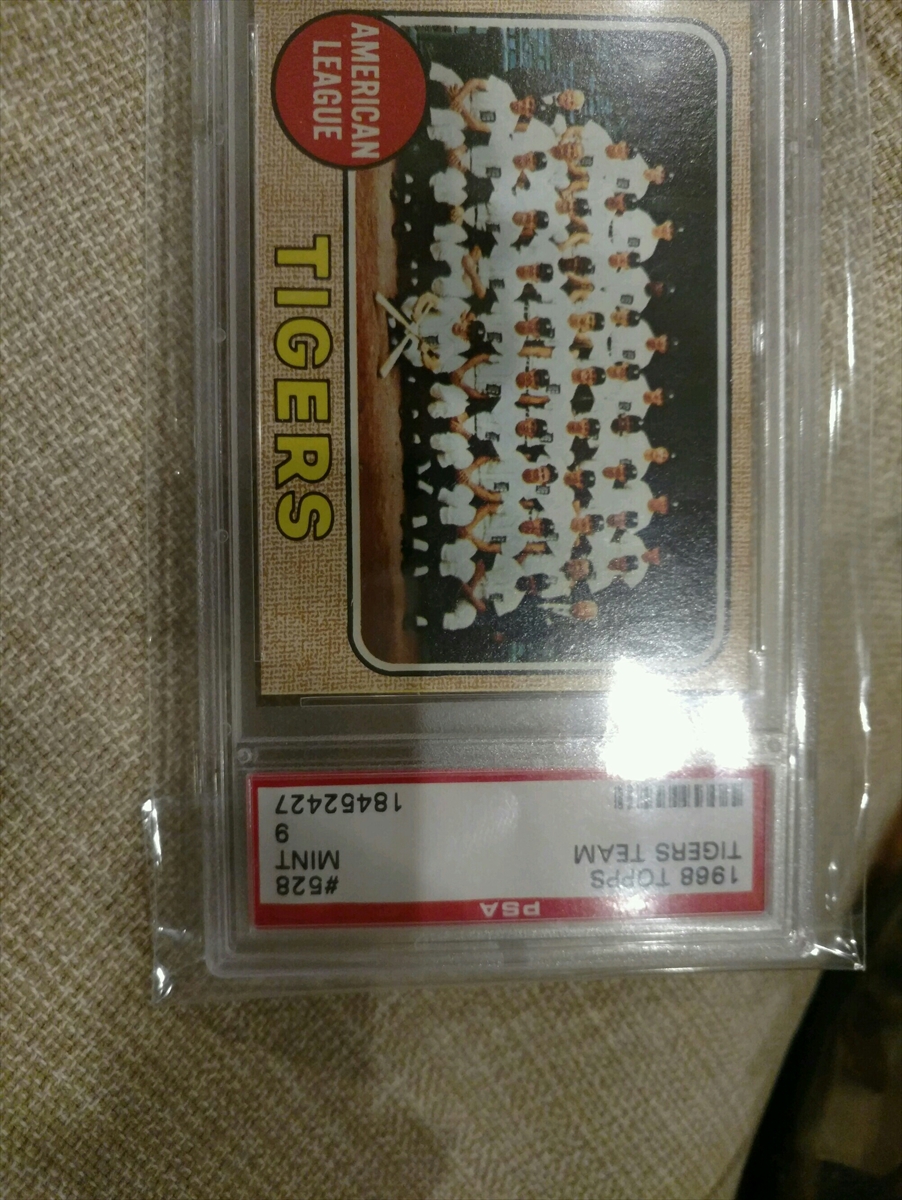 PSA
1968 TOPPS #528
TIGERS TEAM MINT
9
18452427
AMERICAN
LEAGUE
TIGERS